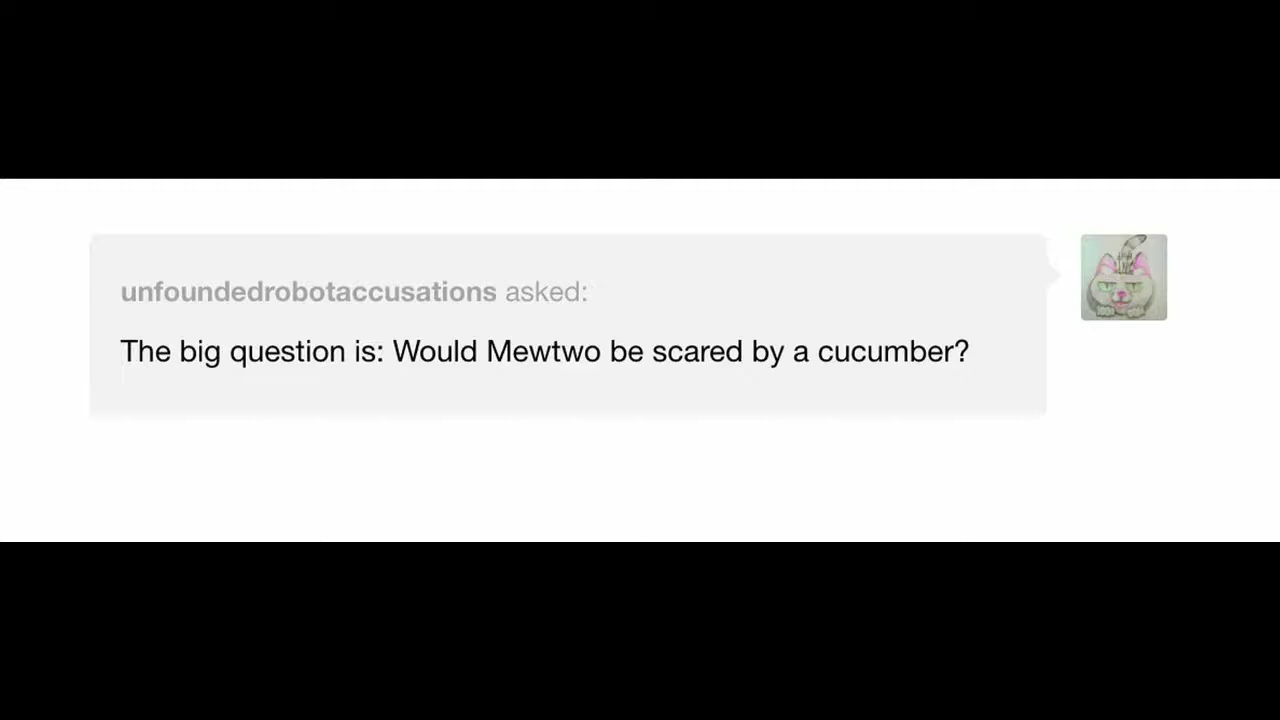 unfoundedrobotaccusations asked:
The big question is: Would Mewtwo be scared by a cucumber?